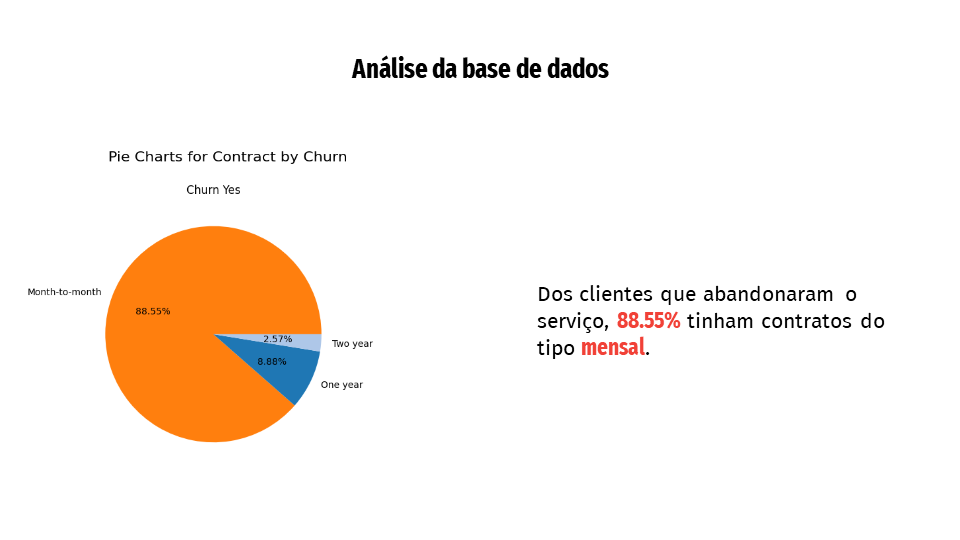 Análise da base de dados
Pie Charts for Contract by Churn
Churn Yes
Month-to-month
88.55%
2.57%
Two year
8.88%
One year
Dos clientes que abandonaram o
serviço, 88.55% tinham contratos do
tipo mensal.